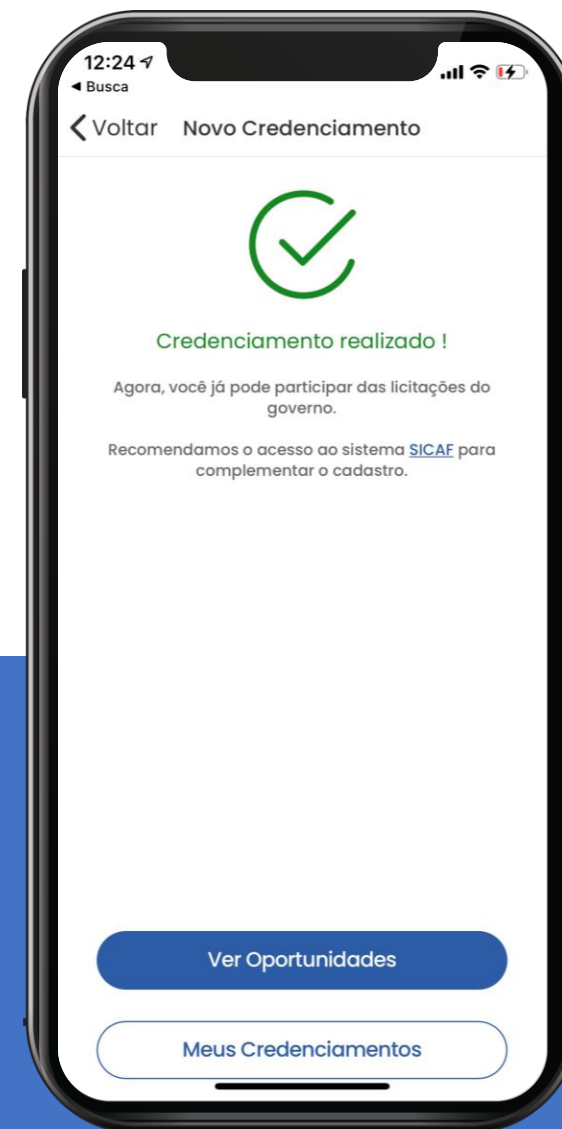 12:24
Busca
Voltar Novo Credenciamento
Credenciamento realizado !
Agora, você já pode participar das licitações do
governo.
Recomendamos o acesso ao sistema SICAF para
complementar o cadastro.
Ver Oportunidades
Meus Credenciamentos